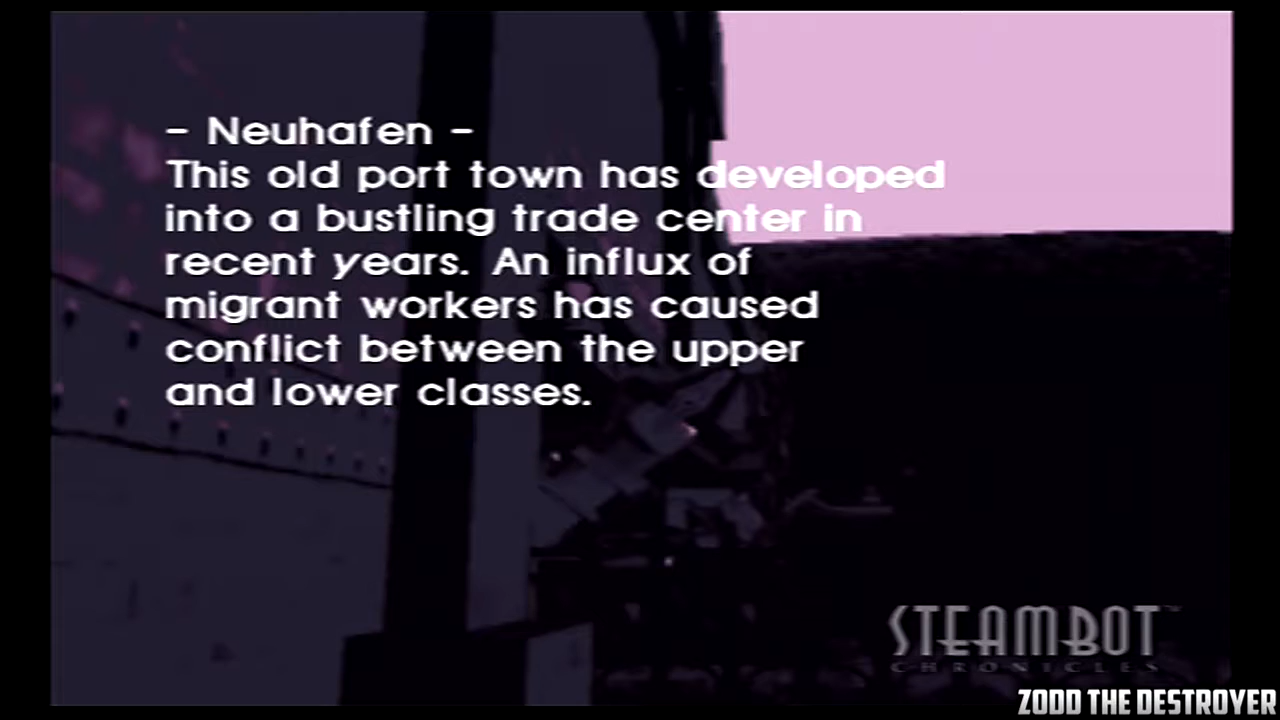 - Neuhafen -
This old port town has developed
into a bustling trade center in
recent years. An influx of
migrant workers has caused
conflict between the upper
and lower classes.
STEAMBOT™
CHRONICLES
ZODD THE DESTROYER